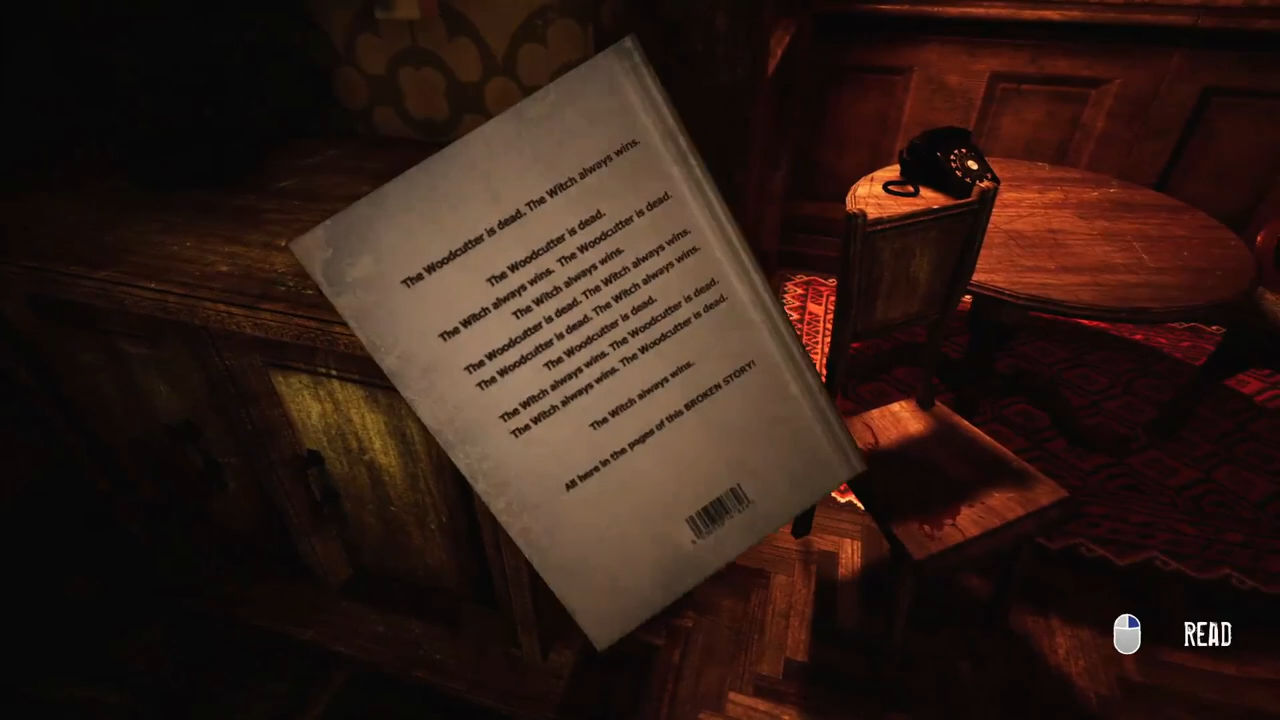 The Woodcutter is dead. The Witch always wins.
The Woodcutter is dead.
The Witch always wins. The Woodcutter is dead.
The Witch always wins.
The Woodcutter is dead. The Witch always wins.
The Woodcutter is dead. The Witch always wins.
The Woodcutter is dead.
The Witch always wins. The Woodcutter is dead.
The Witch always wins. The Woodcutter is dead.
The Witch always wins.
All here in the pages of this BROKEN STORY!
READ